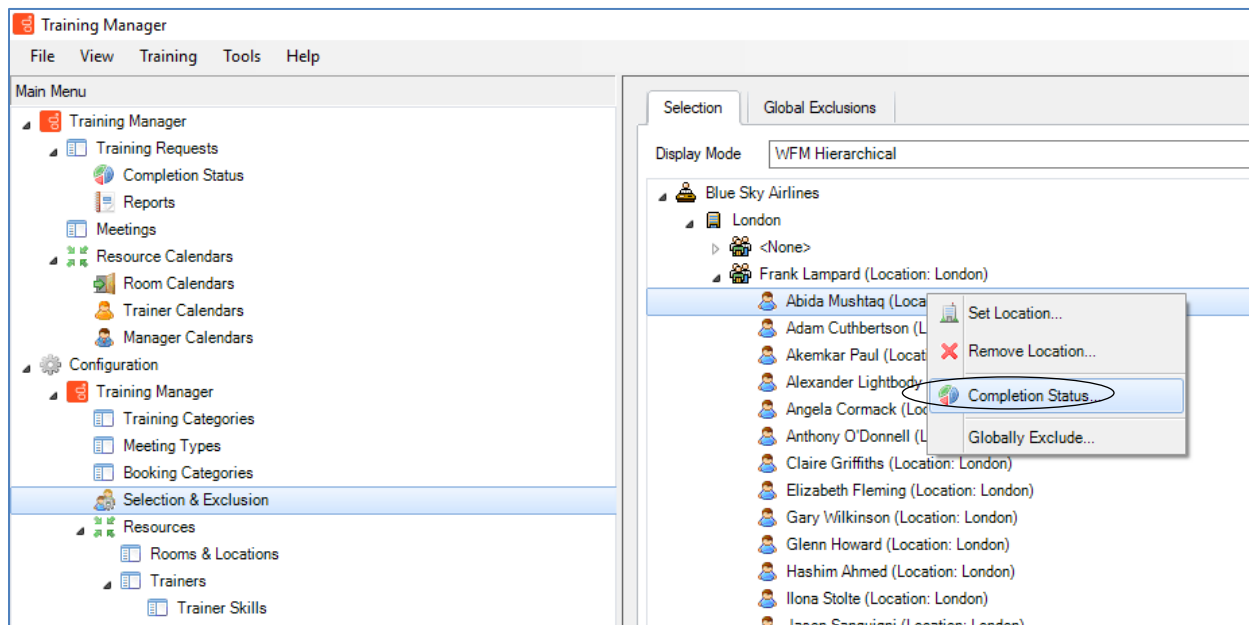 Training Manager
File View Training Tools Help
Main Menu
Training Manager
Training Requests
Completion Status
Reports
Meetings
Resource Calendars
Room Calendars
Trainer Calendars
Manager Calendars
Configuration
Training Manager
Training Categories
Meeting Types
Booking Categories
Selection & Exclusion
Resources
Rooms & Locations
Trainers
Trainer Skills
Selection Global Exclusions
Display Mode WFM Hierarchical
Blue Sky Airlines
London
<None>
Frank Lampard (Location: London)
Abida Mushtaq (Loca
Adam Cuthbertson (L
Akemkar Paul (Locati
Alexander Lightbody
Angela Cormack (Loc
Anthony O'Donnell (L
Claire Griffiths (Location: London)
Elizabeth Fleming (Location: London)
Gary Wilkinson (Location: London)
Glenn Howard (Location: London)
Hashim Ahmed (Location: London)
Ilona Stolte (Location: London)
Set Location...
Remove Location...
Completion Status...
Globally Exclude...